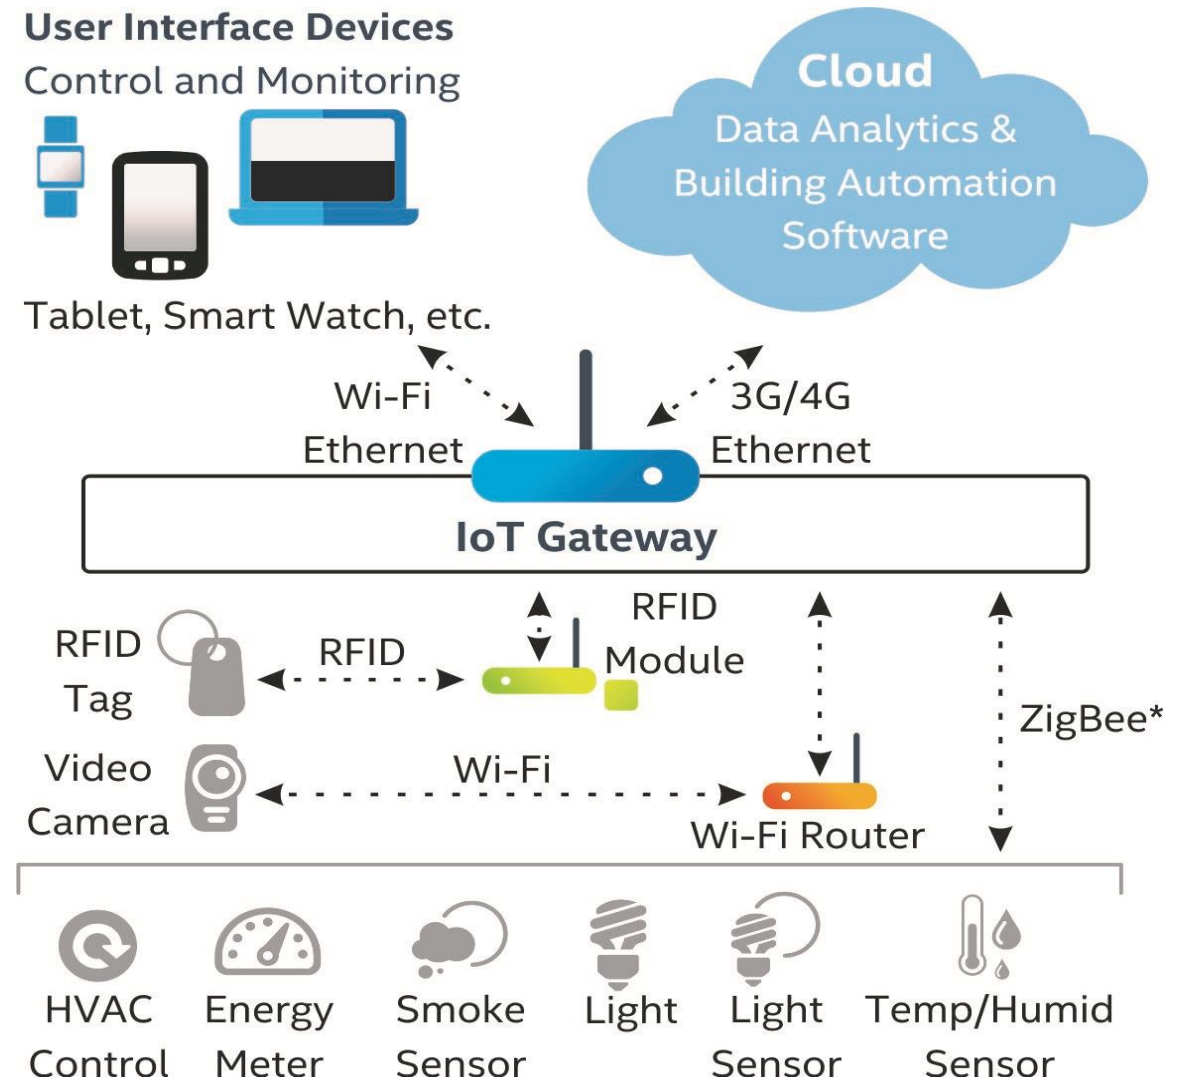 User Interface Devices
Control and Monitoring
Tablet, Smart Watch, etc.
Cloud
Data Analytics &
Building Automation
Software
Wi-Fi
Ethernet
3G/4G
Ethernet
IoT Gateway
RFID
Tag
RFID
RFID
Module
ZigBee*
Video
Camera
Wi-Fi
Wi-Fi Router
HVAC
Control
Energy
Meter
Smoke
Sensor
Light
Light
Sensor
Temp/Humid
Sensor